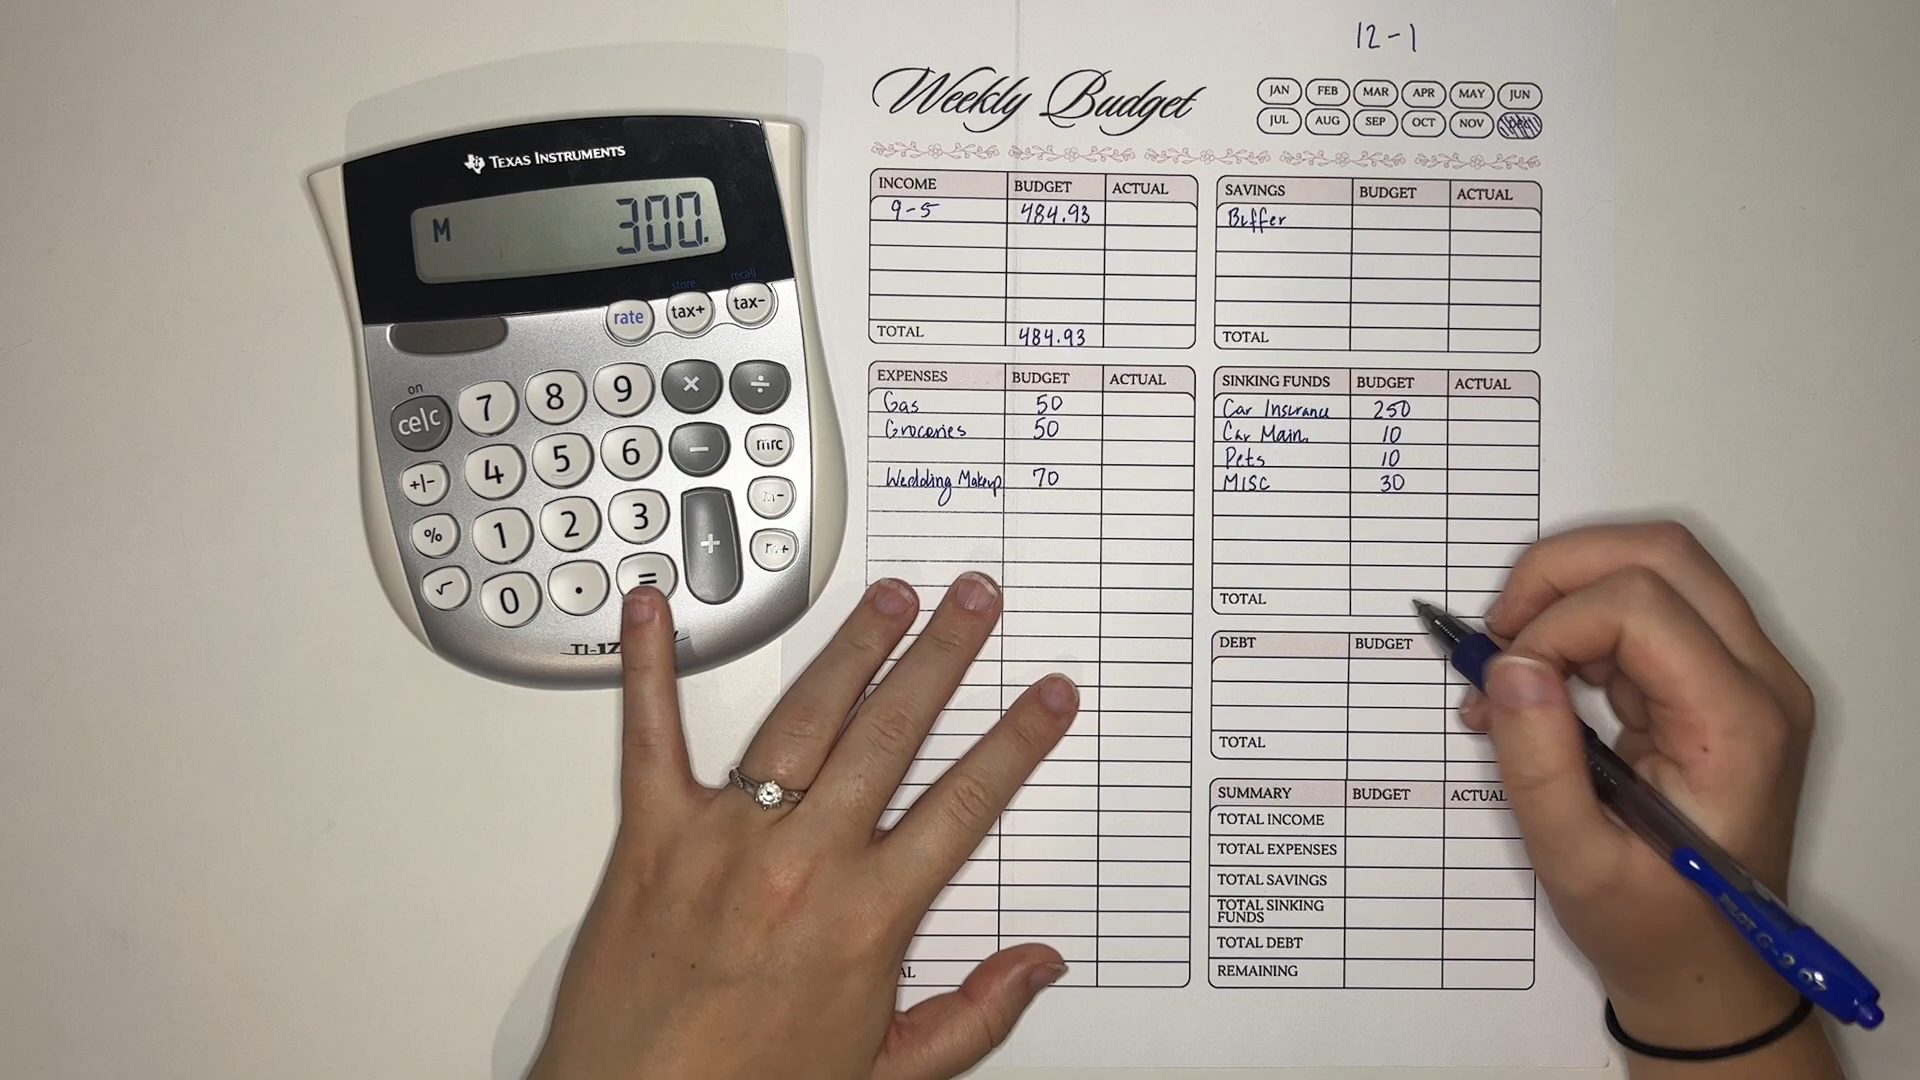 12-1
Weekly Budget
JAN FEB MAR APR MAY JUN
JUL AUG SEP OCT NOV
TEXAS INSTRUMENTS
M 300.
recall
store
rate tax+ tax-
on
ce/c 7 8 9 × ÷
+/- 4 5 6 − mrc
% 1 2 3 + m-
√ 0 . = m+
INCOME BUDGET ACTUAL
9-5 484.93
TOTAL 484.93
EXPENSES BUDGET ACTUAL
Gas 50
Groceries 50
Wedding Makeup 70
SAVINGS BUDGET ACTUAL
Buffer
TOTAL
SINKING FUNDS BUDGET ACTUAL
Car Insurance 250
Car Main. 10
Pets 10
MISC 30
TOTAL
DEBT BUDGET
TOTAL
SUMMARY BUDGET ACTUAL
TOTAL INCOME
TOTAL EXPENSES
TOTAL SAVINGS
TOTAL SINKING
FUNDS
TOTAL DEBT
REMAINING
PILOT G-2